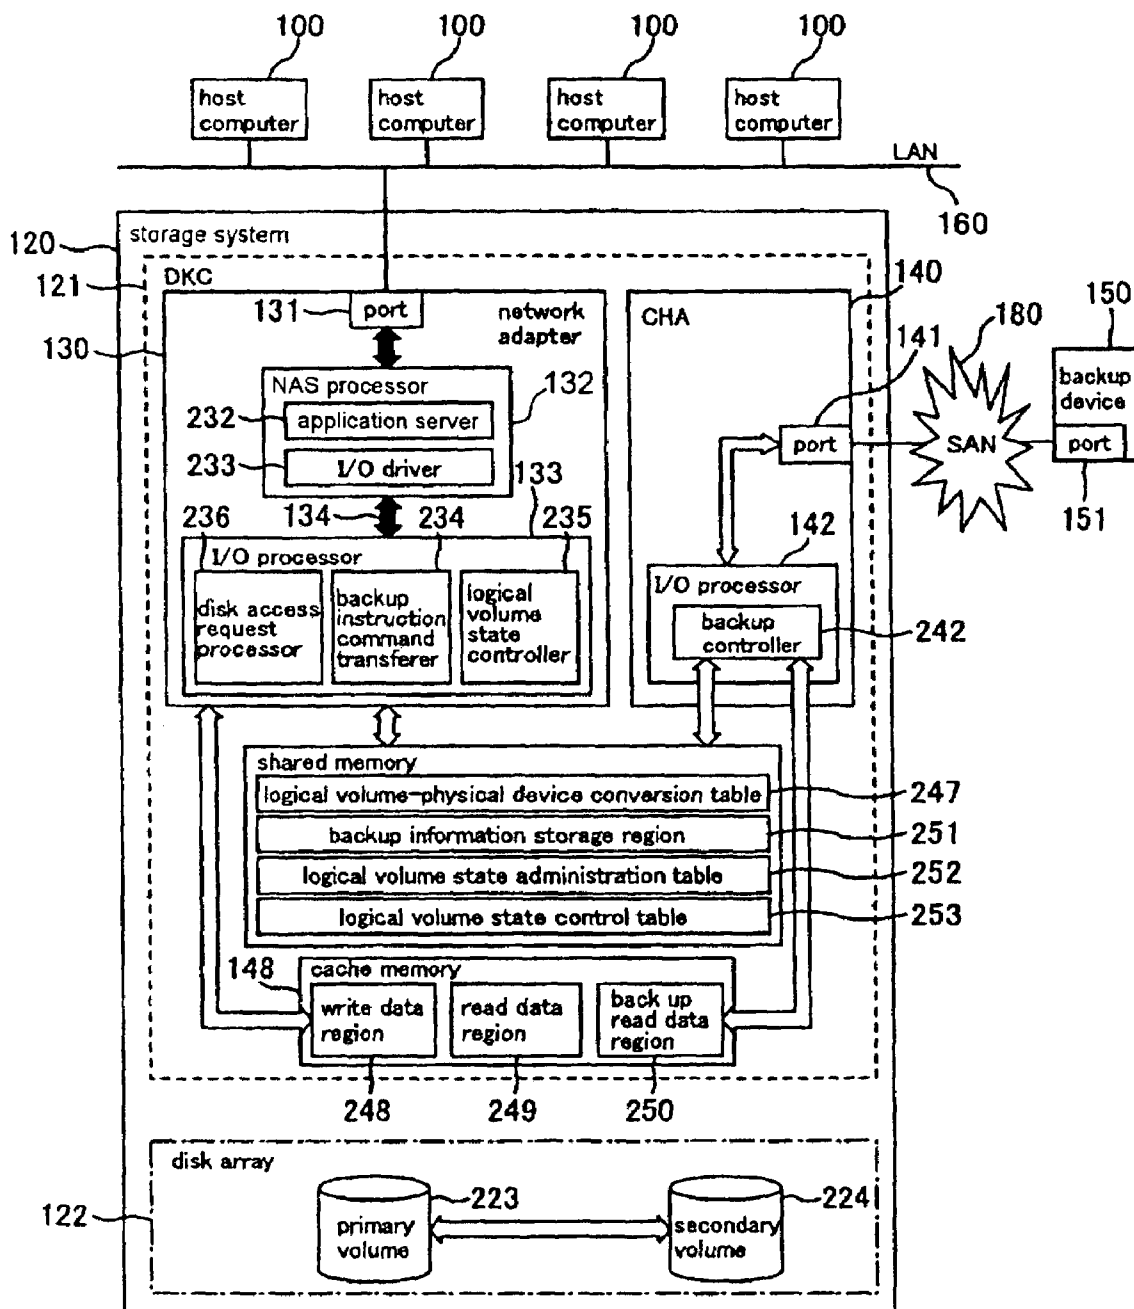 100
100
100
100
host
computer
host
computer
host
computer
host
computer
LAN
160
120
storage system
121
DKC
140
150
130
131
port
network
adapter
CHA
141
180
backup
device
NAS processor
132
232
application server
port
SAN
port
233
I/O driver
133
151
236
134
234
235
142
I/O processor
I/O processor
disk access
request
processor
backup
instruction
command
transferer
logical
volume
state
controller
backup
controller
242
shared memory
logical volume-physical device conversion table
247
backup information storage region
251
logical volume state administration table
252
logical volume state control table
253
148
cache memory
write data
region
read data
region
back up
read data
region
248
249
250
disk array
122
223
224
primary
volume
secondary
volume